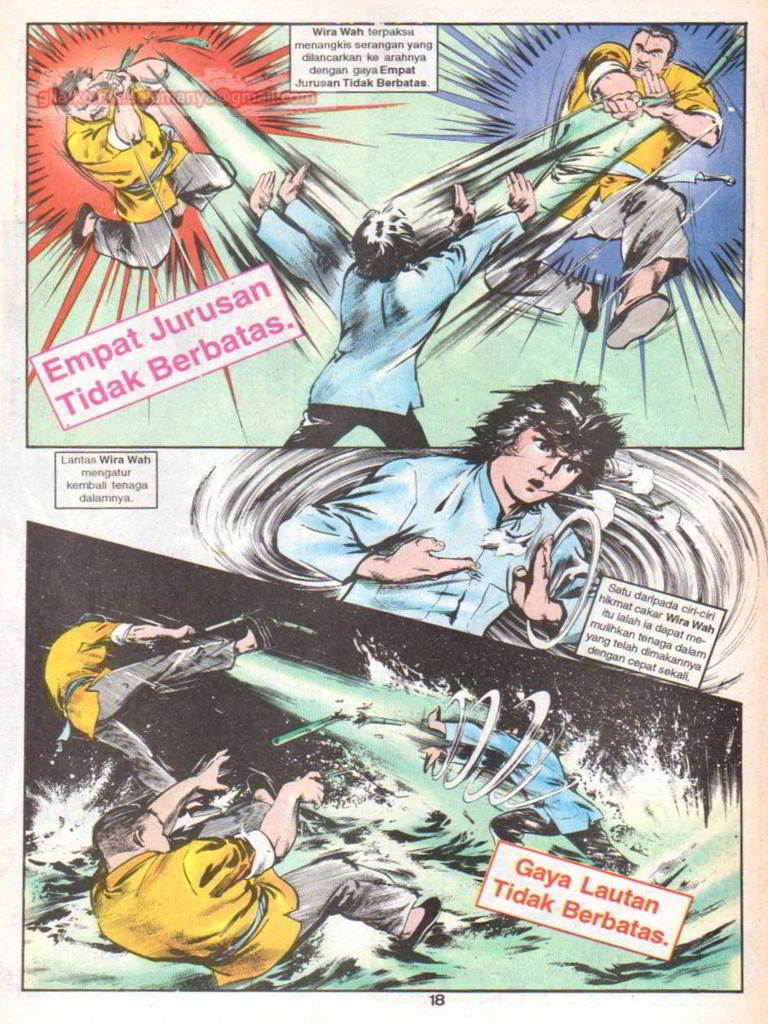 Wira Wah terpaksa
menangkis serangan yang
dilancarkan ke arahnya
dengan gaya Empat
Jurusan Tidak Berbatas.
Empat Jurusan
Tidak Berbatas.
Lantas Wira Wah
mengatur
kembali tenaga
dalamnya.
Satu daripada ciri-ciri
hikmat cakar Wira Wah
itu ialah ia dapat me-
mulihkan tenaga dalam
yang telah dimakannya
dengan cepat sekali.
Gaya Lautan
Tidak Berbatas.
18